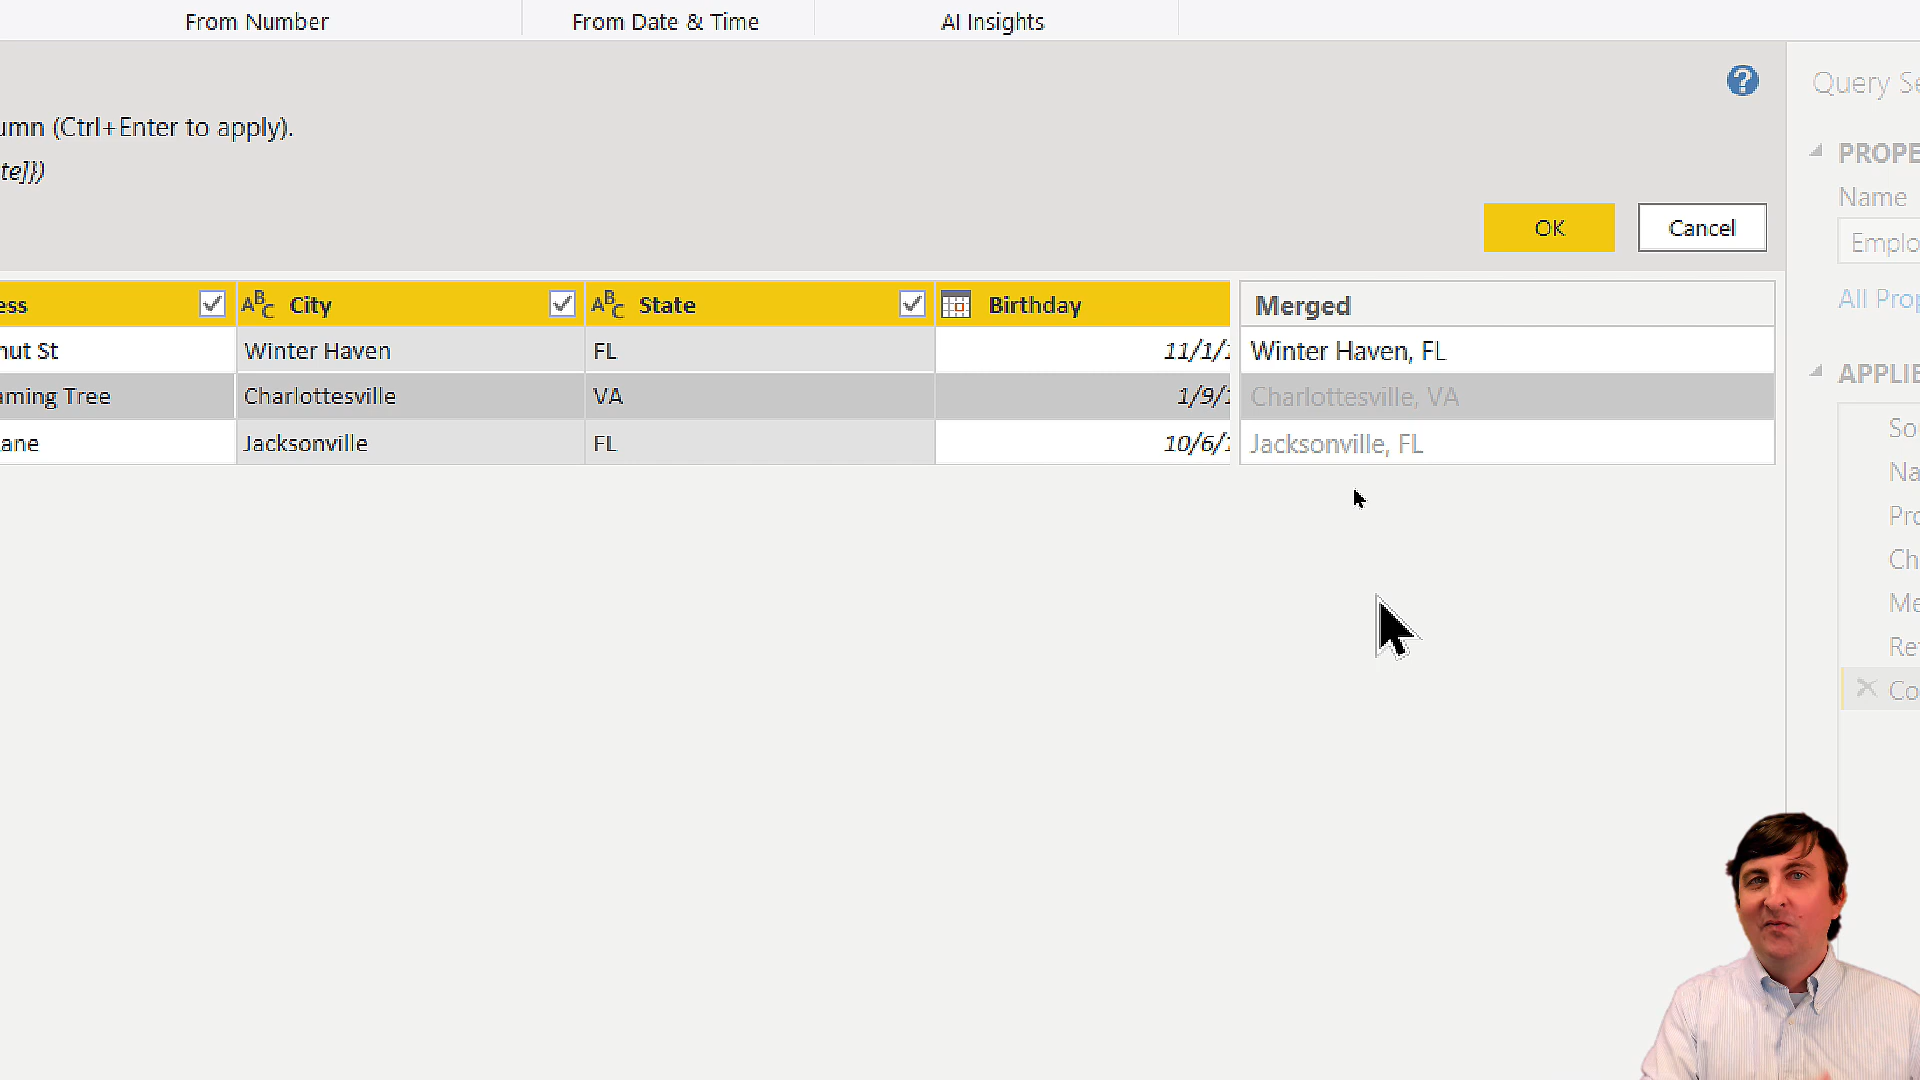 From Number From Date & Time AI Insights
Query Se
umn (Ctrl+Enter to apply).
te]})
OK Cancel
PROPE
Name
Emplo
All Prop
ess City State Birthday Merged
nut St Winter Haven FL 11/1/1 Winter Haven, FL
aming Tree Charlottesville VA 1/9/1 Charlottesville, VA
ane Jacksonville FL 10/6/1 Jacksonville, FL
APPLIE
So
Na
Pro
Ch
Me
Re
Co